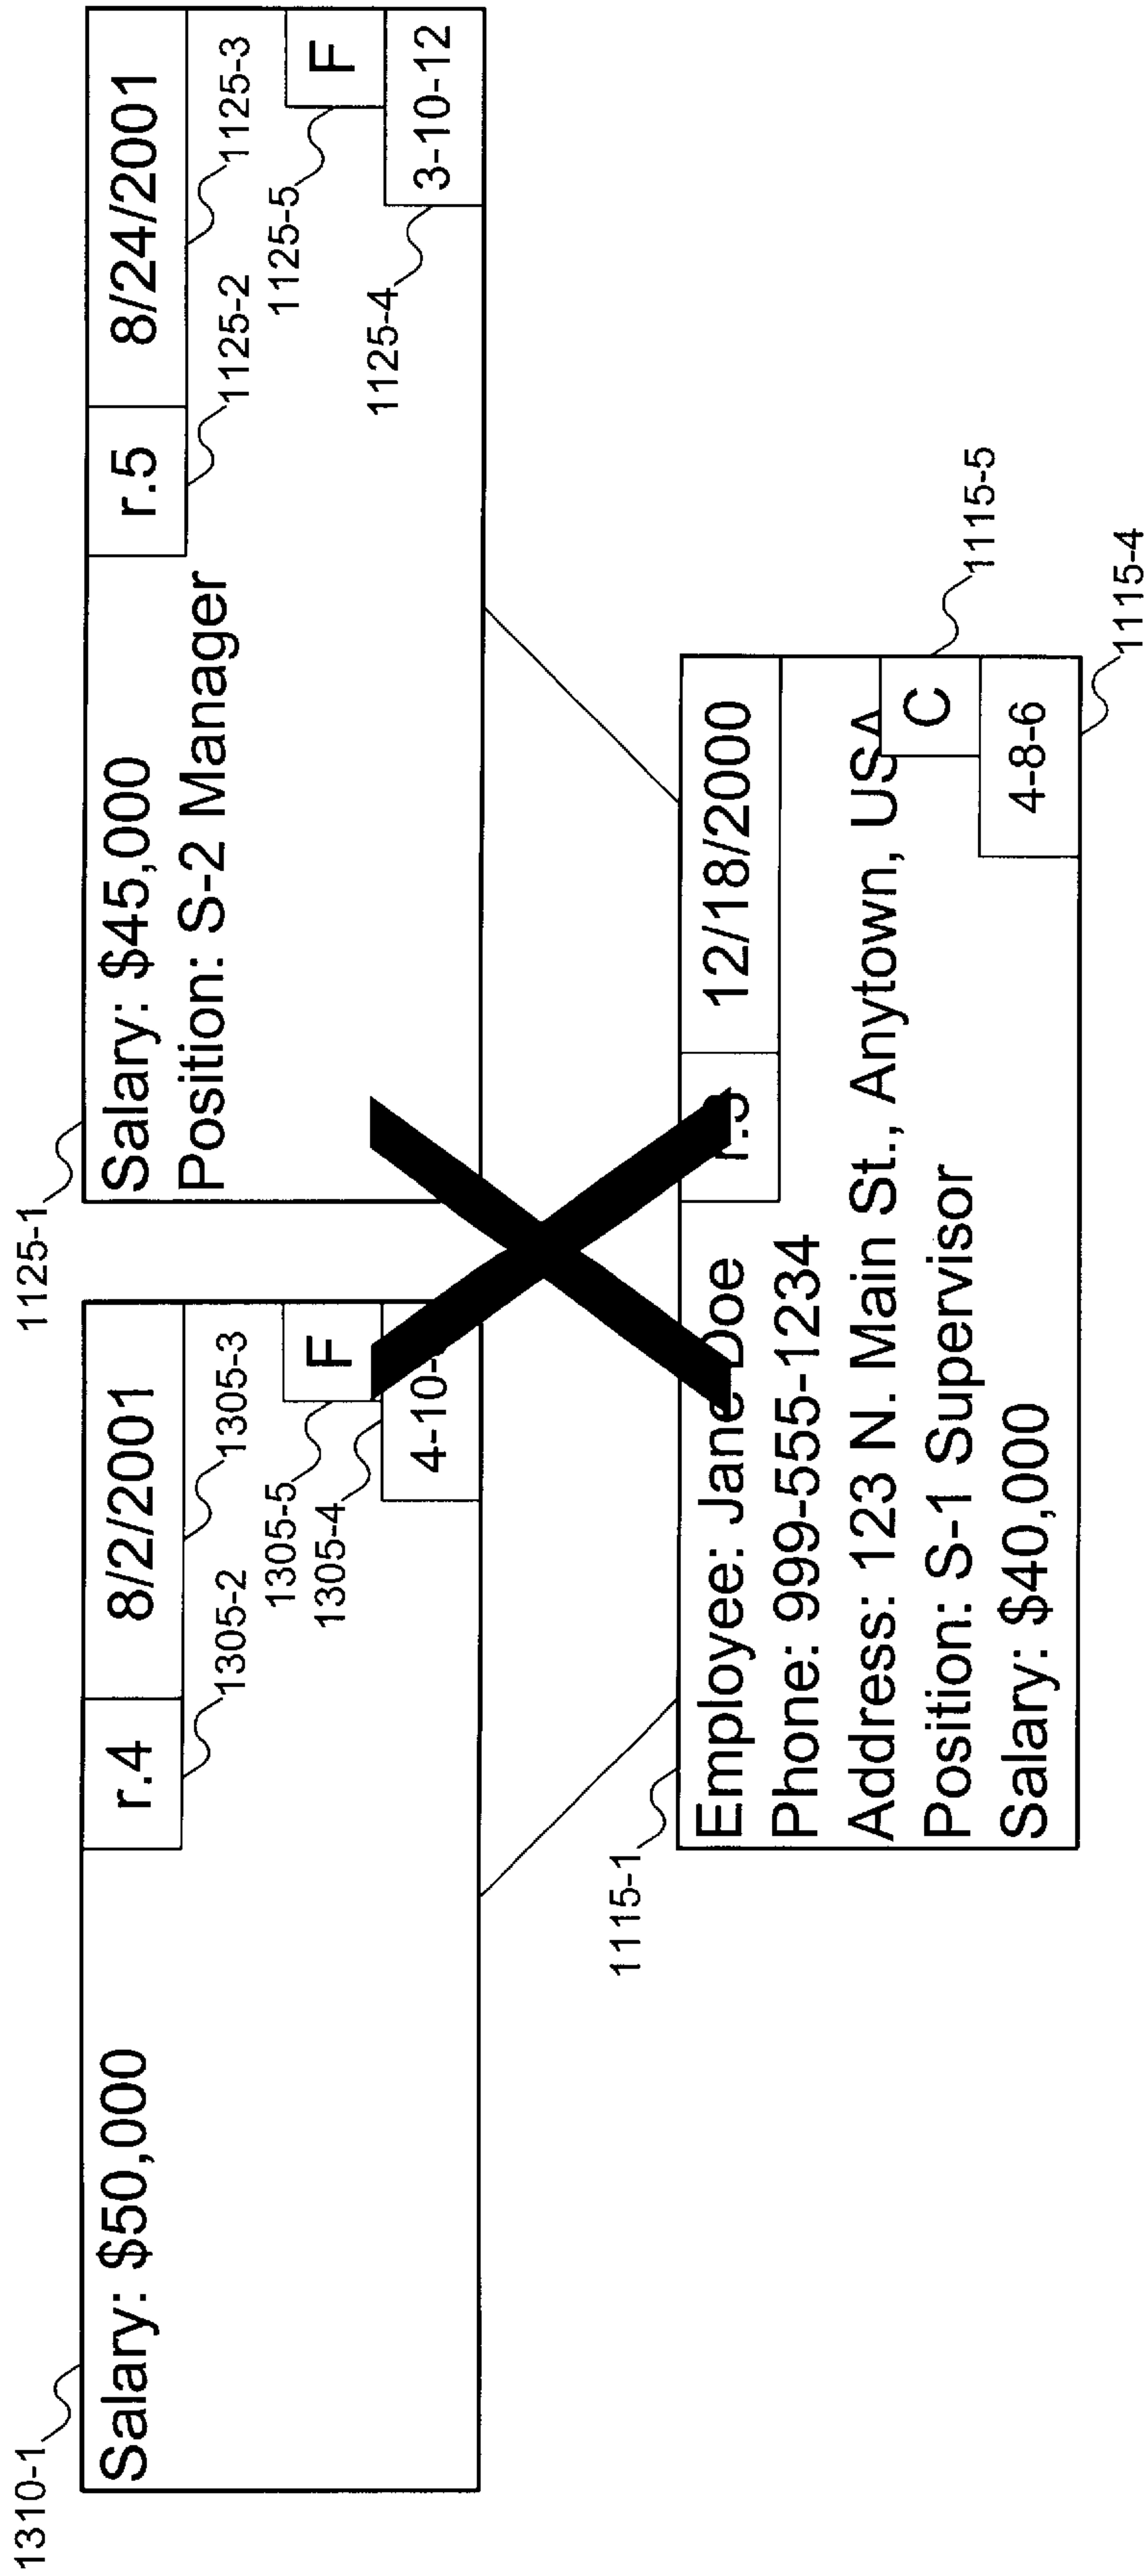 1310-1
Salary: $50,000
r.4
8/2/2001
1305-2
1305-3
F
1305-5
1305-4
1125-1
Salary: $45,000
Position: S-2 Manager
r.5
8/24/2001
1125-2
1125-3
F
1125-5
3-10-12
1125-4
1115-1
Employee: Jane Doe
12/18/2000
Phone: 999-555-1234
Address: 123 N. Main St., Anytown, USA
Position: S-1 Supervisor
Salary: $40,000
C
1115-5
4-8-6
1115-4